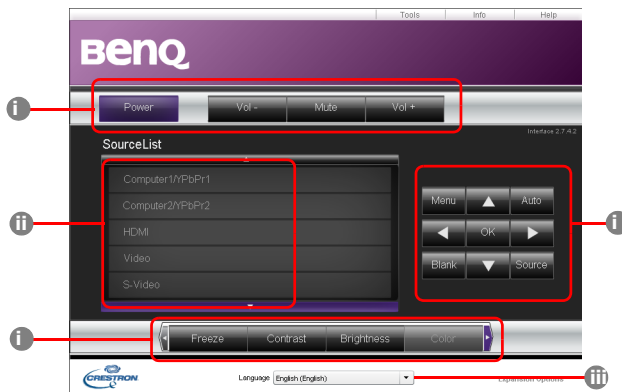 Tools Info Help
BenQ
i
Power Vol - Mute Vol +
Interface 2.7.4.2
SourceList
Computer1/YPbPr1
Computer2/YPbPr2
HDMI
Video
S-Video
ii
Menu Auto
OK
Blank Source
i
i
Freeze Contrast Brightness Color
CRESTRON
Language English (English)
Expansion Options
iii